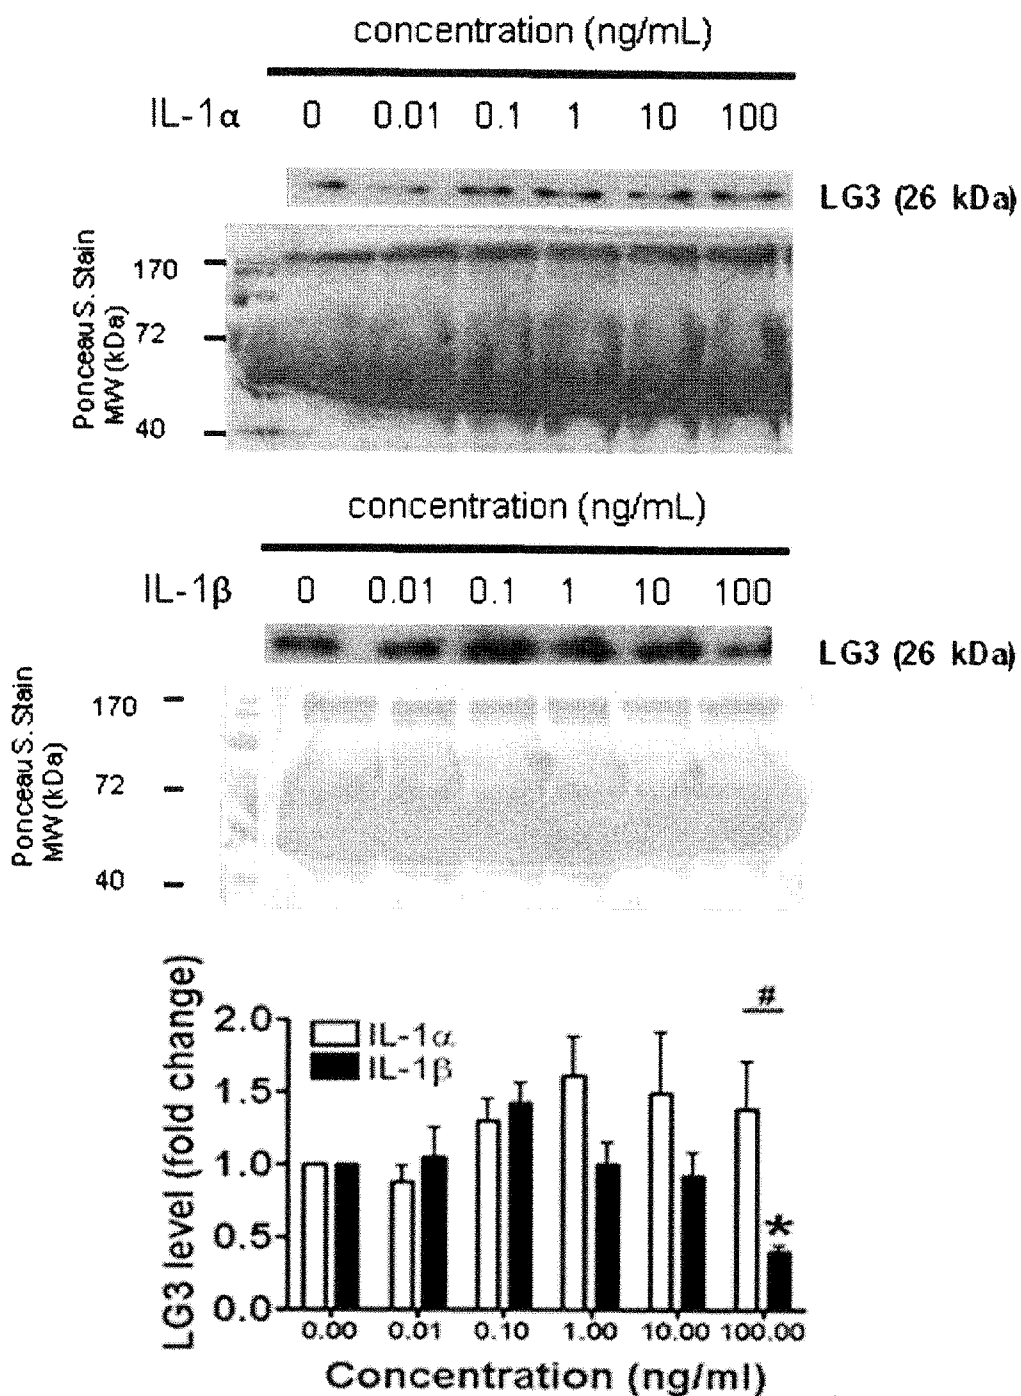 concentration (ng/mL)
IL-1α 0 0.01 0.1 1 10 100
LG3 (26 kDa)
Ponceau S. Stain
MW (kDa)
170
72
40
concentration (ng/mL)
IL-1β 0 0.01 0.1 1 10 100
LG3 (26 kDa)
Ponceau S. Stain
MW (kDa)
170
72
40
LG3 level (fold change)
2.0
1.5
1.0
0.5
0.0
IL-1α
IL-1β
#
*
0.00 0.01 0.10 1.00 10.00 100.00
Concentration (ng/ml)